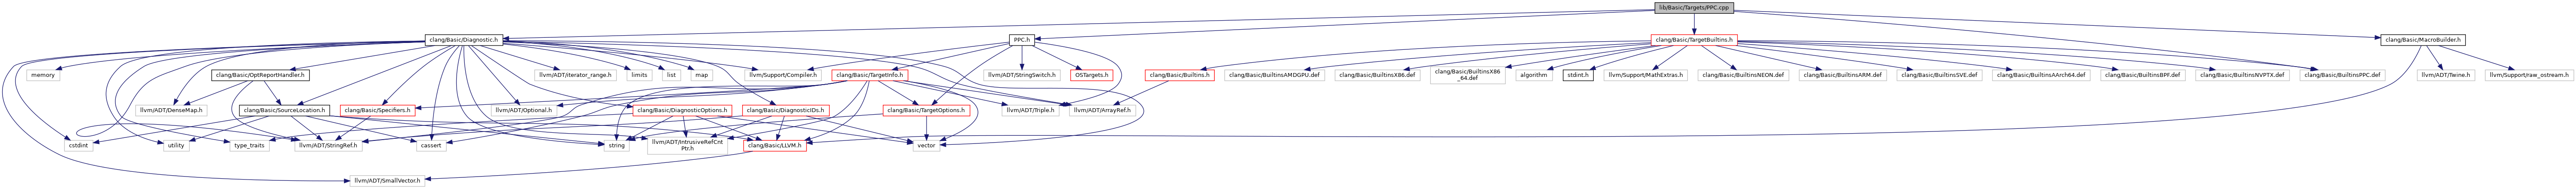 lib/Basic/Targets/PPC.cpp
clang/Basic/Diagnostic.h
PPC.h
clang/Basic/TargetBuiltins.h
clang/Basic/MacroBuilder.h
memory
clang/Basic/OptReportHandler.h
llvm/ADT/iterator_range.h
limits
list
map
llvm/Support/Compiler.h
clang/Basic/TargetInfo.h
llvm/ADT/StringSwitch.h
OSTargets.h
clang/Basic/Builtins.h
clang/Basic/BuiltinsAMDGPU.def
clang/Basic/BuiltinsX86.def
clang/Basic/BuiltinsX86
_64.def
algorithm
stdint.h
llvm/Support/MathExtras.h
clang/Basic/BuiltinsNEON.def
clang/Basic/BuiltinsARM.def
clang/Basic/BuiltinsSVE.def
clang/Basic/BuiltinsAArch64.def
clang/Basic/BuiltinsBPF.def
clang/Basic/BuiltinsNVPTX.def
clang/Basic/BuiltinsPPC.def
llvm/ADT/Twine.h
llvm/Support/raw_ostream.h
llvm/ADT/DenseMap.h
clang/Basic/SourceLocation.h
clang/Basic/Specifiers.h
llvm/ADT/Optional.h
clang/Basic/DiagnosticOptions.h
clang/Basic/DiagnosticIDs.h
clang/Basic/TargetOptions.h
llvm/ADT/Triple.h
llvm/ADT/ArrayRef.h
cstdint
utility
type_traits
llvm/ADT/StringRef.h
cassert
string
llvm/ADT/IntrusiveRefCnt
Ptr.h
clang/Basic/LLVM.h
vector
llvm/ADT/SmallVector.h